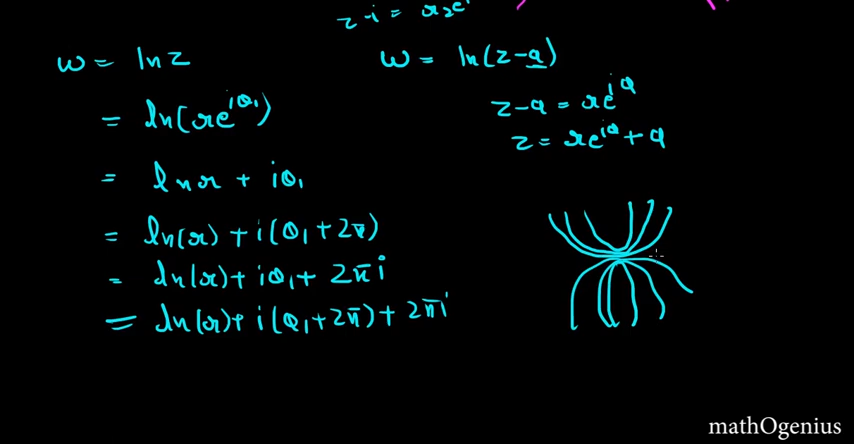 z-i = r₂e^i
w = ln z
= ln(re^{iθ₁})
= ln r + iθ₁
= ln(r) + i(θ₁ + 2π)
= ln(r) + iθ₁ + 2πi
= ln(r) + i(θ₁ + 2π) + 2πi
w = ln(z-a)
z-a = re^{iθ}
z = re^{iθ} + a
mathOgenius